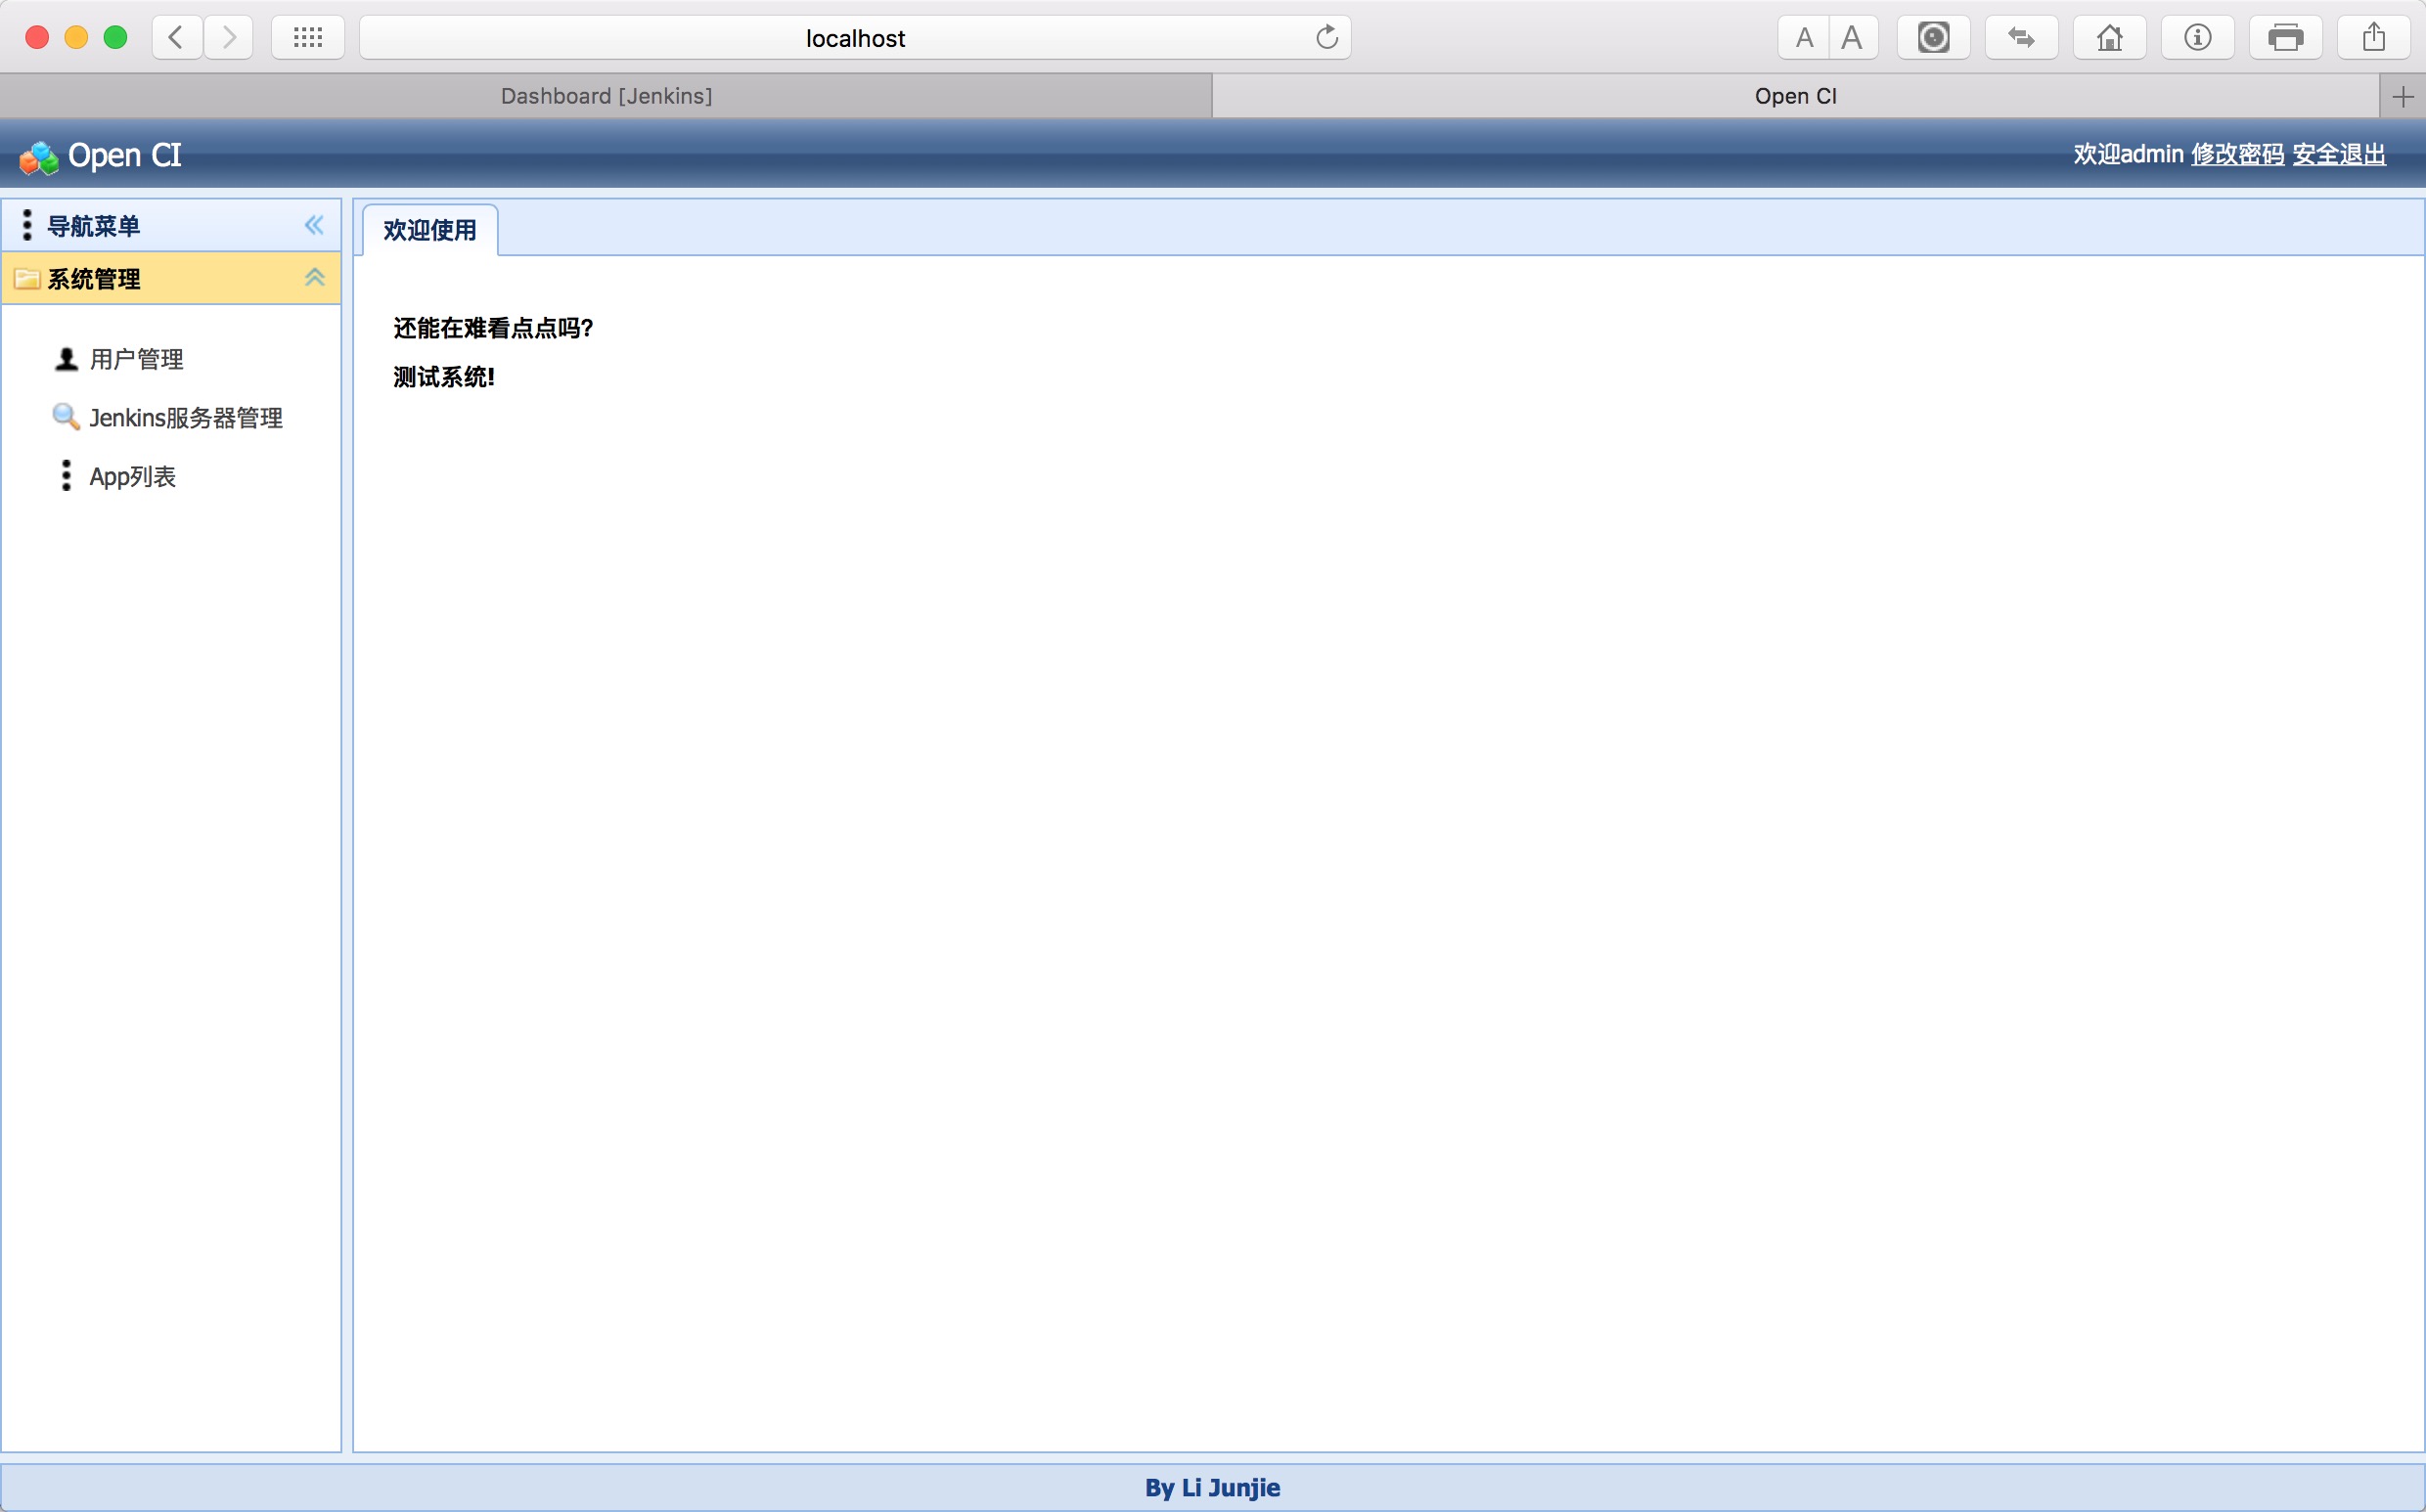 localhost
A A
Dashboard [Jenkins]
Open CI
Open CI
欢迎admin 修改密码 安全退出
导航菜单
系统管理
用户管理
Jenkins服务器管理
App列表
欢迎使用
还能在难看点点吗?
测试系统!
By Li Junjie